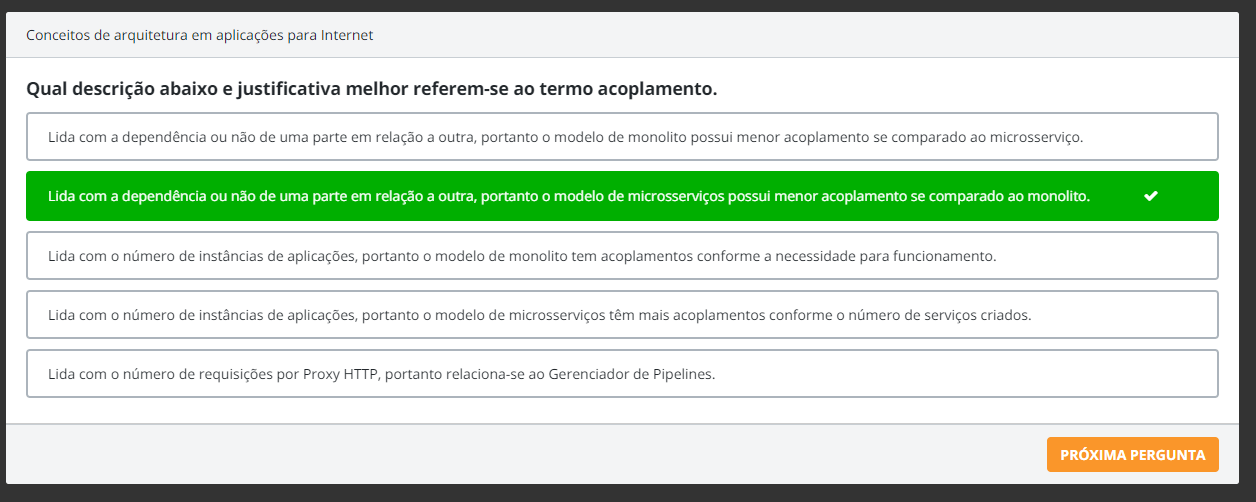 Conceitos de arquitetura em aplicações para Internet
Qual descrição abaixo e justificativa melhor referem-se ao termo acoplamento.
Lida com a dependência ou não de uma parte em relação a outra, portanto o modelo de monolito possui menor acoplamento se comparado ao microsserviço.
Lida com a dependência ou não de uma parte em relação a outra, portanto o modelo de microsserviços possui menor acoplamento se comparado ao monolito.
Lida com o número de instâncias de aplicações, portanto o modelo de monolito tem acoplamentos conforme a necessidade para funcionamento.
Lida com o número de instâncias de aplicações, portanto o modelo de microsserviços têm mais acoplamentos conforme o número de serviços criados.
Lida com o número de requisições por Proxy HTTP, portanto relaciona-se ao Gerenciador de Pipelines.
PRÓXIMA PERGUNTA